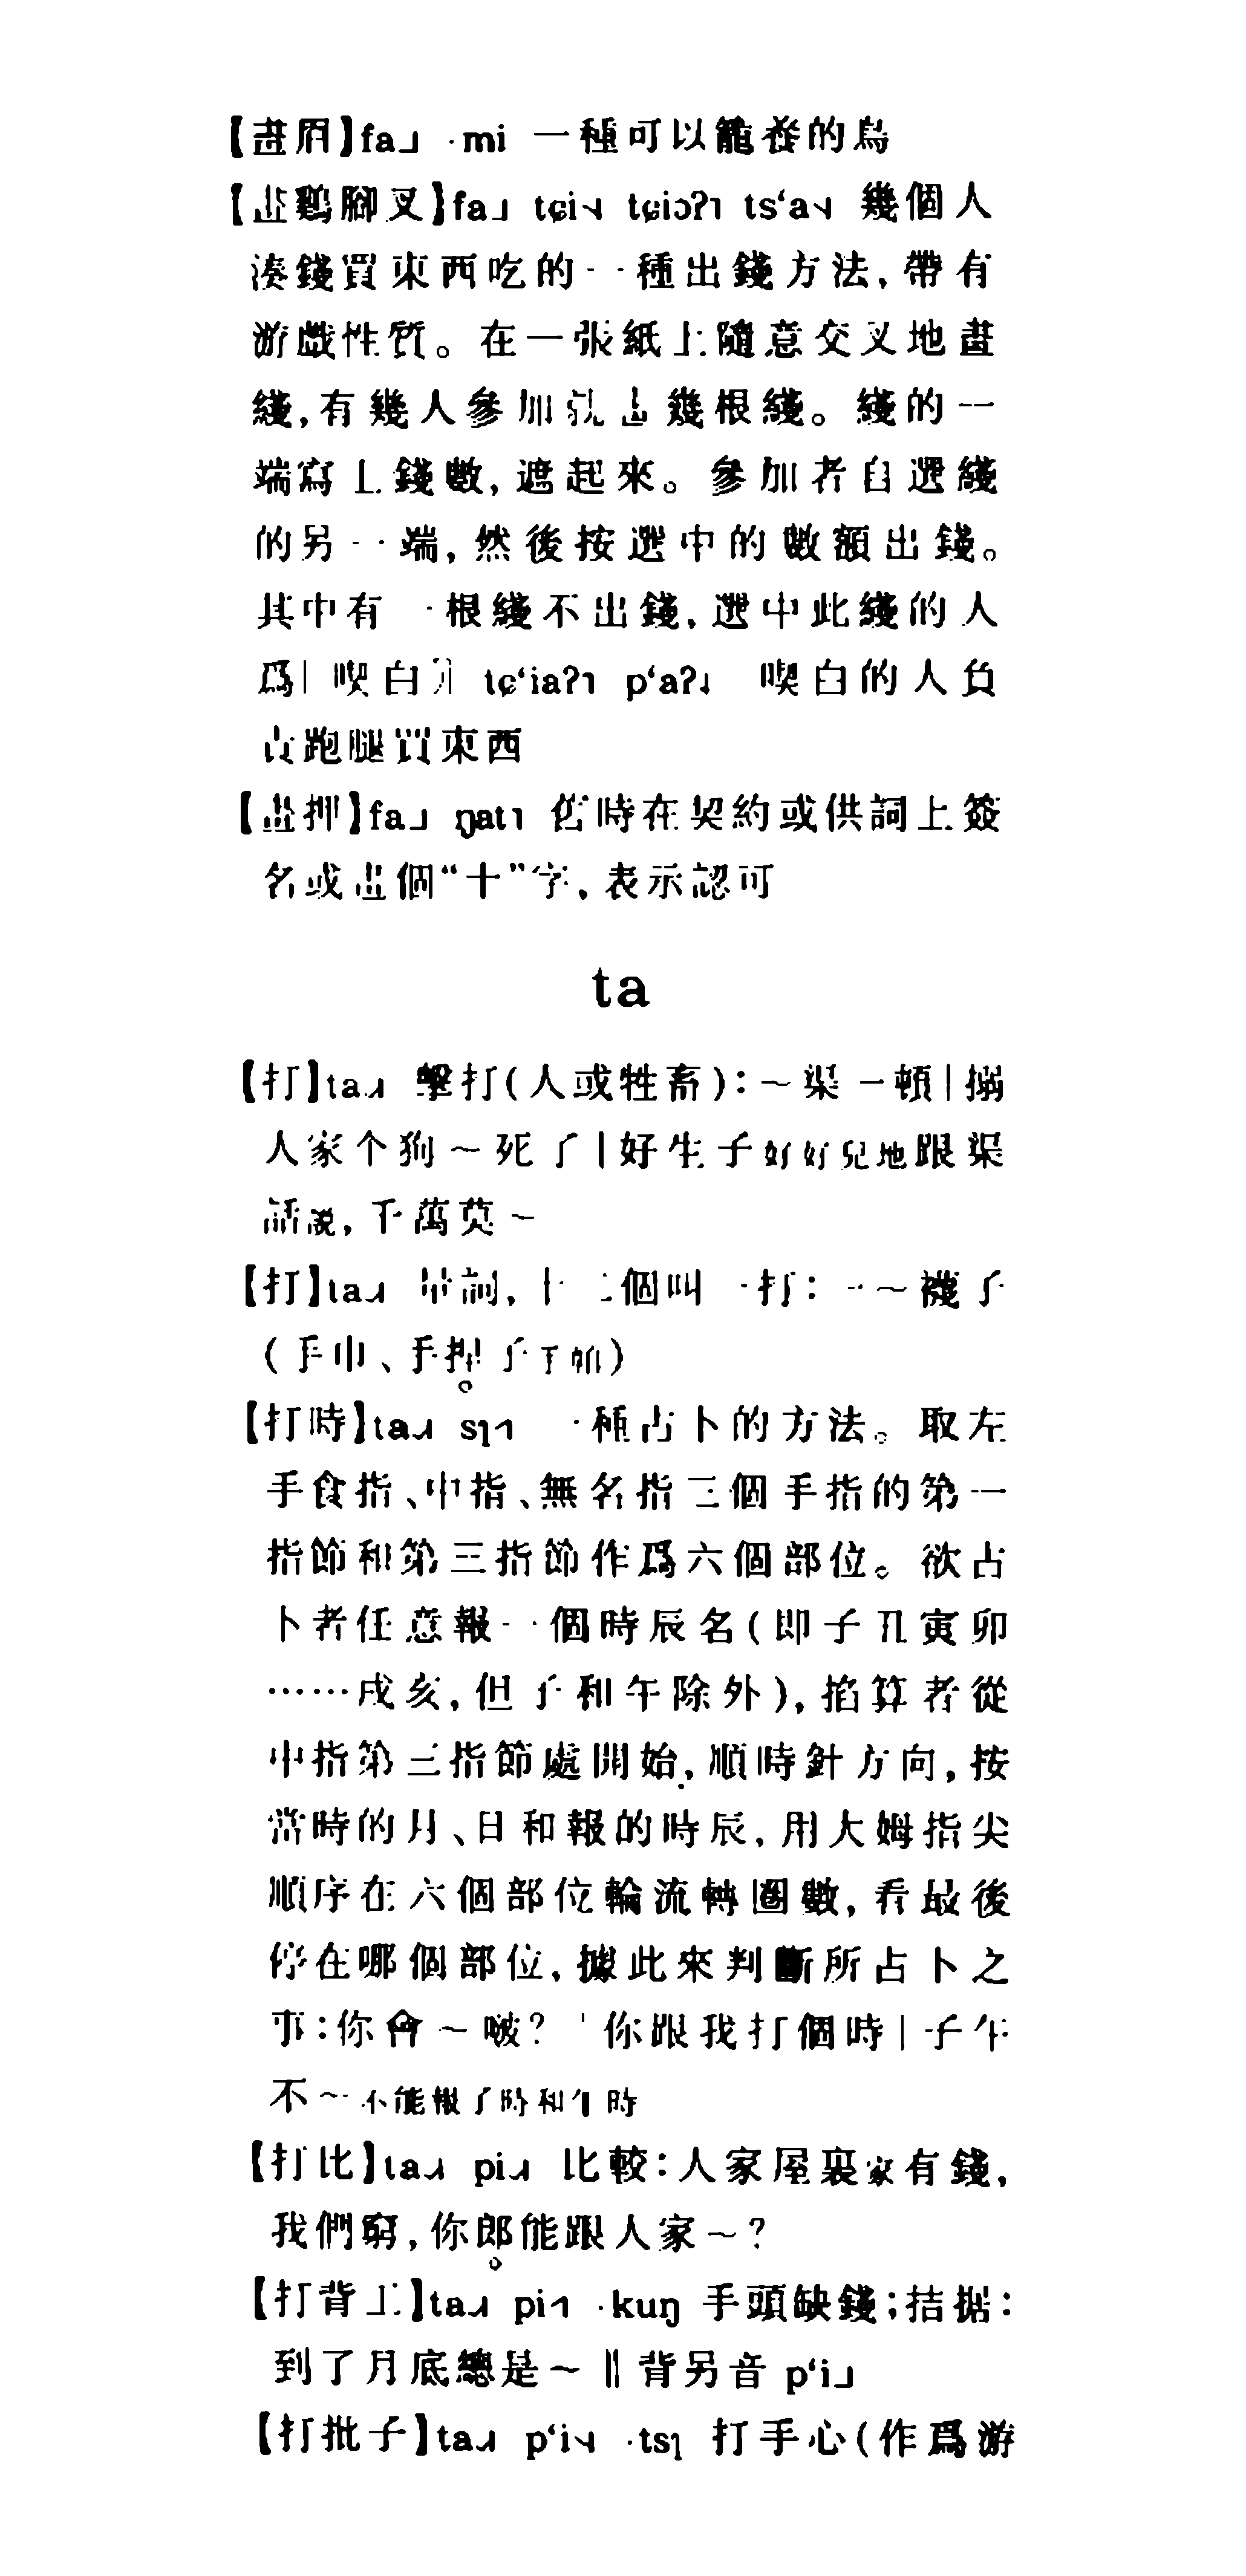 【畫眉】fa˩ ·mi 一種可以籠養的鳥
【畫鷄腳叉】fa˩ tɕi˧˩ tɕiɔʔ˥ ts‘a˧˩ 幾個人
湊錢買東西吃的一種出錢方法,帶有
游戲性質。在一張紙上隨意交叉地畫
綫,有幾人參加就畫幾根綫。綫的一
端寫上錢數,遮起來。參加者自選綫
的另一端,然後按選中的數額出錢。
其中有一根綫不出錢,選中此綫的人
爲[喫白] tɕ‘iaʔ˥ p‘aʔ˩ 喫白的人負
責跑腿買東西
【畫押】fa˩ ŋat˥ 舊時在契約或供詞上簽
名或畫個“十”字,表示認可
ta
【打】ta˨˩˧ 擊打(人或牲畜):~渠一頓|搦
人家个狗~死了|好生子好好兒地跟渠
話説,千萬莫~
【打】ta˨˩˧ 量詞,十二個叫一打:一~襪子
(手巾、手捏子手帕)
【打時】ta˨˩˧ sɿ˧˥ 一種占卜的方法。取左
手食指、中指、無名指三個手指的第一
指節和第三指節作爲六個部位。欲占
卜者任意報一個時辰名(即子丑寅卯
……戌亥,但子和午除外),掐算者從
中指第三指節處開始,順時針方向,按
當時的月、日和報的時辰,用大姆指尖
順序在六個部位輪流轉圈數,看最後
停在哪個部位,據此來判斷所占卜之
事:你會~啵?|你跟我打個時|子午
不~不能報子時和午時
【打比】ta˨˩˧ pi˨˩˧ 比較:人家屋裏家有錢,
我們窮,你郎能跟人家~?
【打背工】ta˨˩˧ pi˧˥ ·kuŋ 手頭缺錢;拮据:
到了月底總是~‖背另音 p‘i˩
【打批子】ta˨˩˧ p‘i˧˩ ·tsɿ 打手心(作爲游